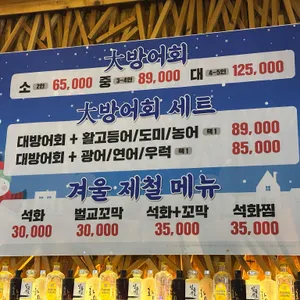 大방어회
소 2인 65,000 중 3~4인 89,000 대 4~5인 125,000
大방어회 세트
대방어회 + 활고등어/도미/농어 택1 89,000
대방어회 + 광어/연어/우럭 택1 85,000
겨울 제철 메뉴
석화 벌교꼬막 석화+꼬막 석화찜
30,000 30,000 35,000 35,000